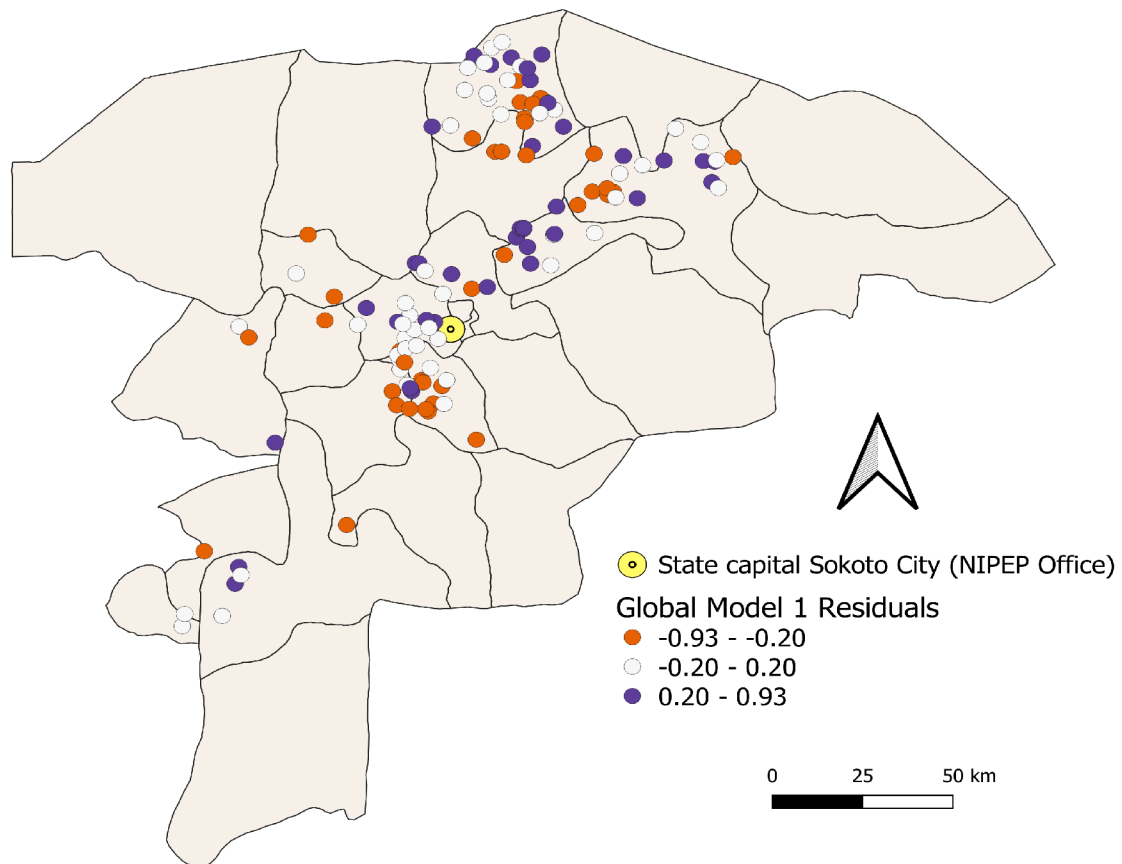 State capital Sokoto City (NIPEP Office)
Global Model 1 Residuals
-0.93 - -0.20
-0.20 - 0.20
0.20 - 0.93
0 25 50 km